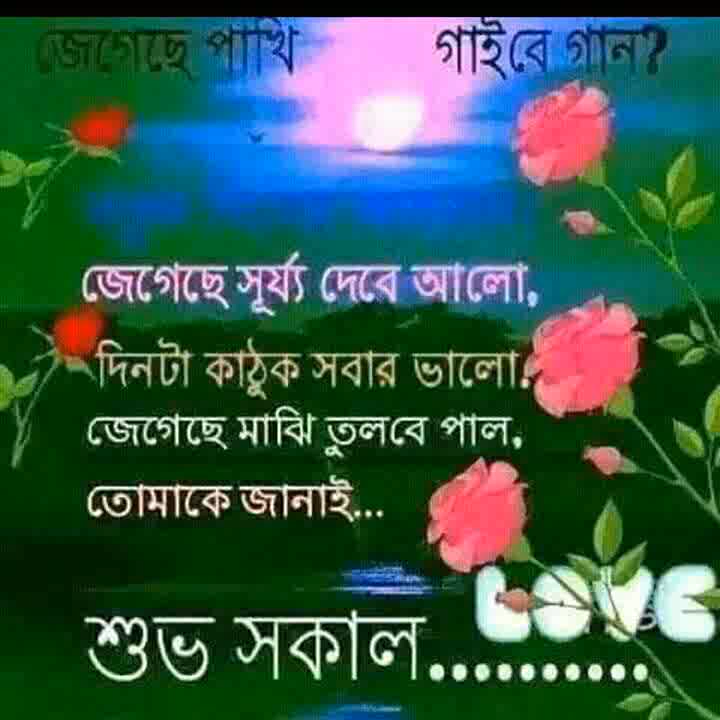 জেগেছে পাখি গাইবে গান?
জেগেছে সূর্য্য দেবে আলো,
দিনটা কাঠুক সবার ভালো,
জেগেছে মাঝি তুলবে পাল,
তোমাকে জানাই...
LOVE
শুভ সকাল..........